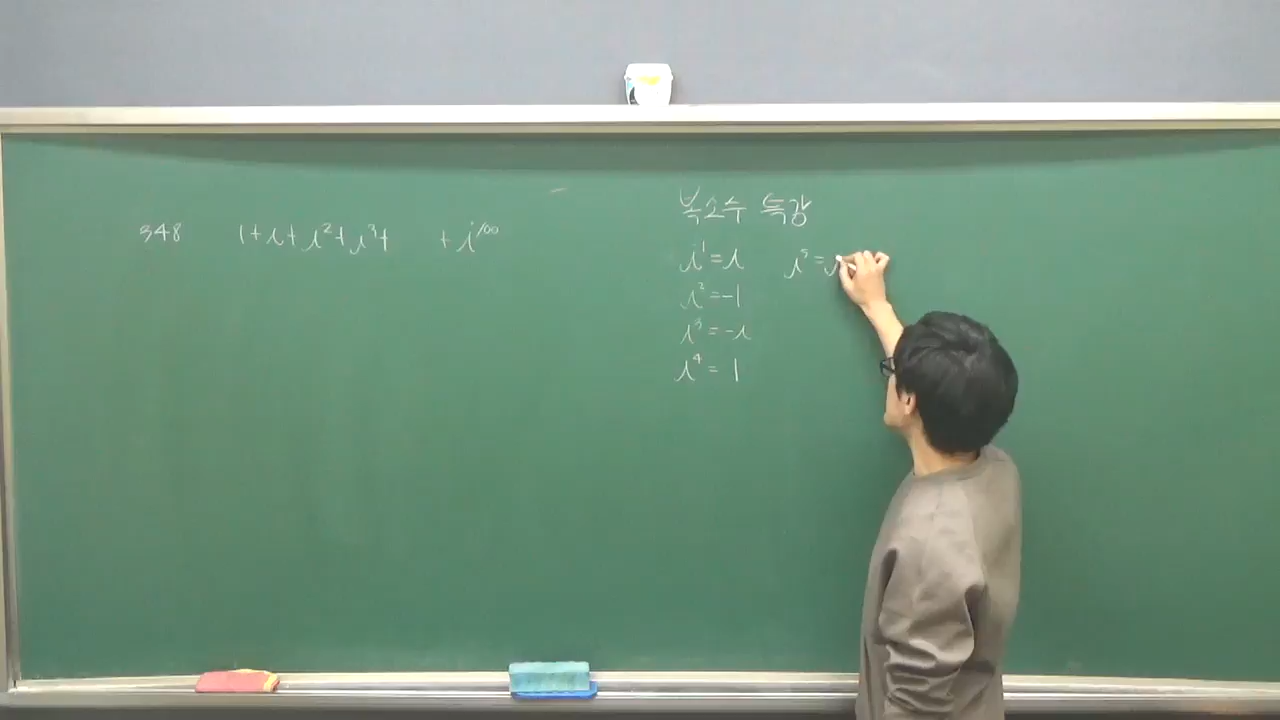 348 1+i+i²+i³+ +i¹⁰⁰
복소수 특강
i¹=i i⁵=i
i²=-1
i³=-i
i⁴=1